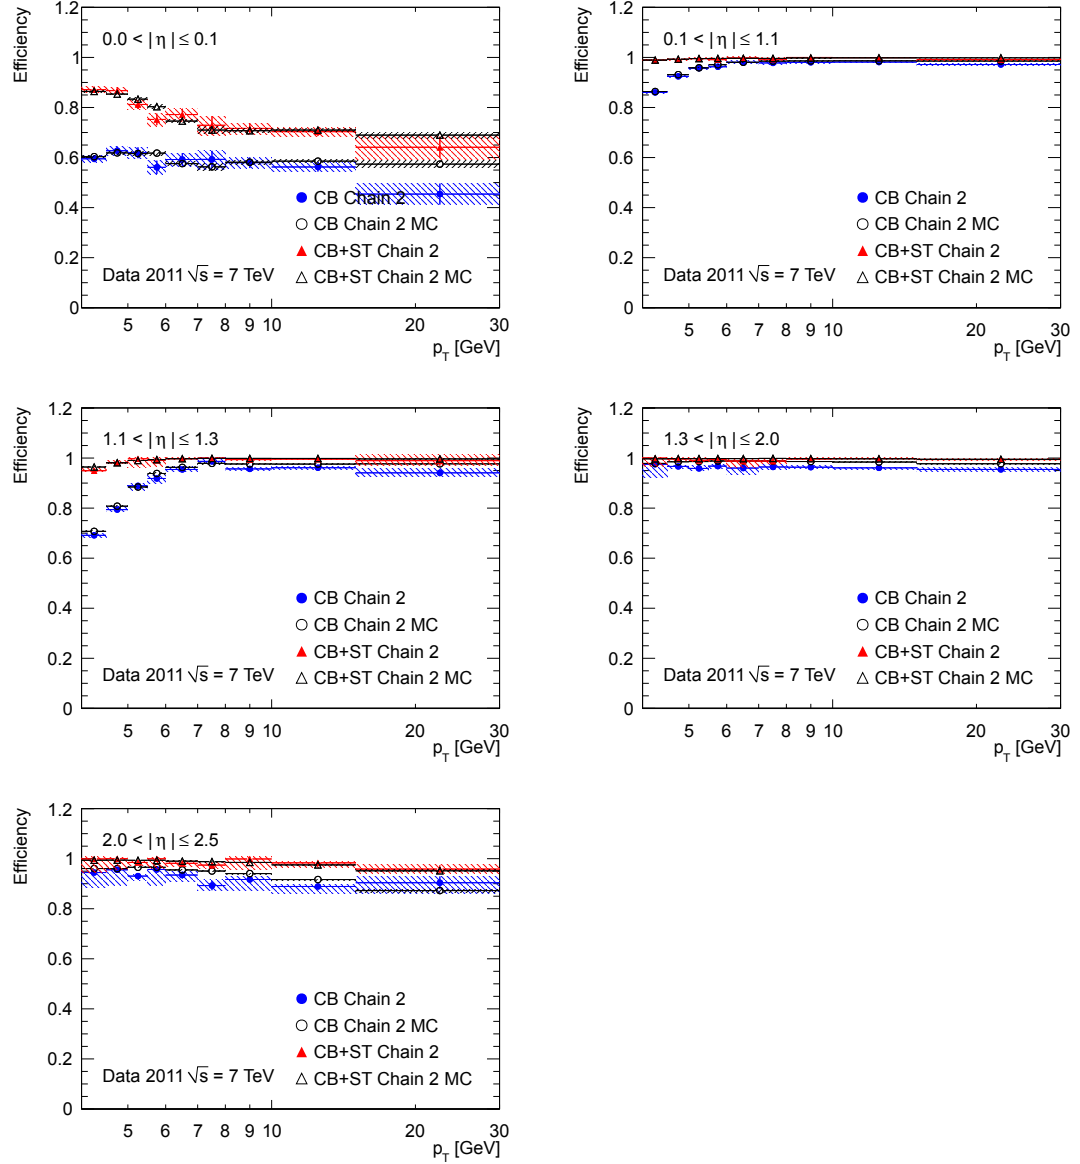 Efficiency
0.0 < |η| ≤ 0.1
1.2
1
0.8
0.6
0.4
0.2
0
CB Chain 2
CB Chain 2 MC
CB+ST Chain 2
CB+ST Chain 2 MC
Data 2011 √s = 7 TeV
5 6 7 8 9 10 20 30
p_T [GeV]
Efficiency
0.1 < |η| ≤ 1.1
1.2
1
0.8
0.6
0.4
0.2
0
CB Chain 2
CB Chain 2 MC
CB+ST Chain 2
CB+ST Chain 2 MC
Data 2011 √s = 7 TeV
5 6 7 8 9 10 20 30
p_T [GeV]
Efficiency
1.1 < |η| ≤ 1.3
1.2
1
0.8
0.6
0.4
0.2
0
CB Chain 2
CB Chain 2 MC
CB+ST Chain 2
CB+ST Chain 2 MC
Data 2011 √s = 7 TeV
5 6 7 8 9 10 20 30
p_T [GeV]
Efficiency
1.3 < |η| ≤ 2.0
1.2
1
0.8
0.6
0.4
0.2
0
CB Chain 2
CB Chain 2 MC
CB+ST Chain 2
CB+ST Chain 2 MC
Data 2011 √s = 7 TeV
5 6 7 8 9 10 20 30
p_T [GeV]
Efficiency
2.0 < |η| ≤ 2.5
1.2
1
0.8
0.6
0.4
0.2
0
CB Chain 2
CB Chain 2 MC
CB+ST Chain 2
CB+ST Chain 2 MC
Data 2011 √s = 7 TeV
5 6 7 8 9 10 20 30
p_T [GeV]